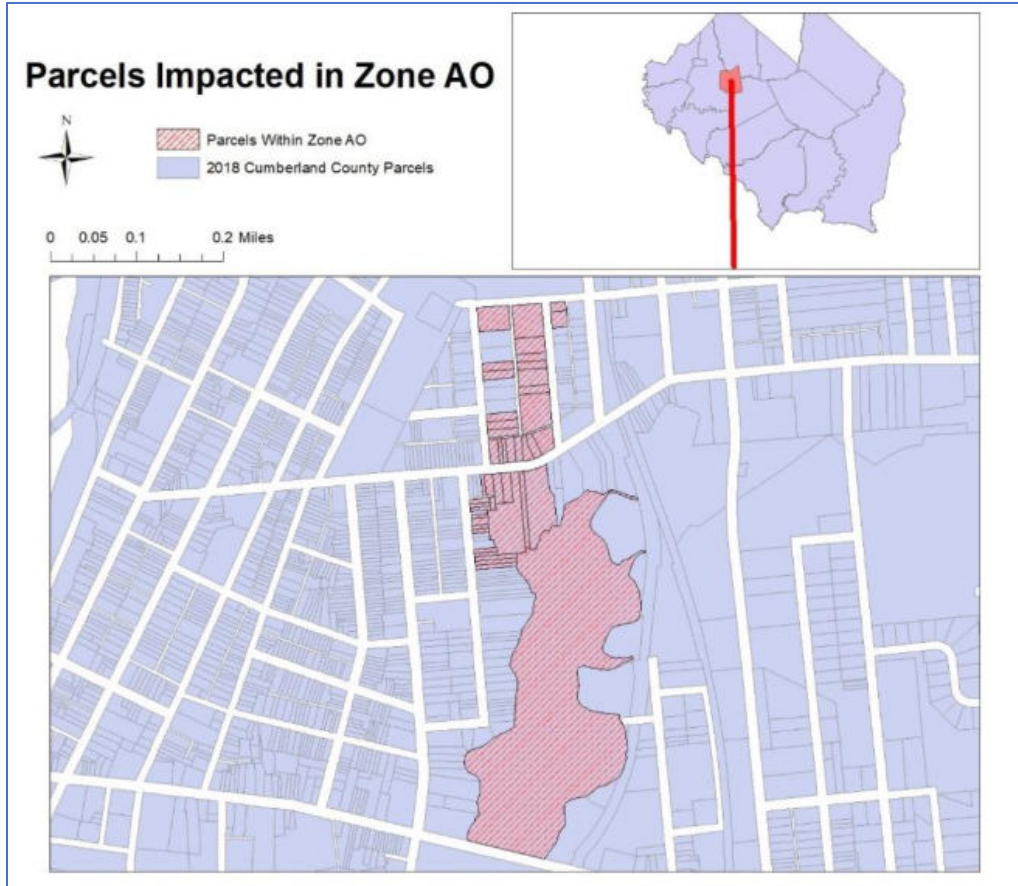 Parcels Impacted in Zone AO
N
Parcels Within Zone AO
2018 Cumberland County Parcels
0 0.05 0.1 0.2 Miles